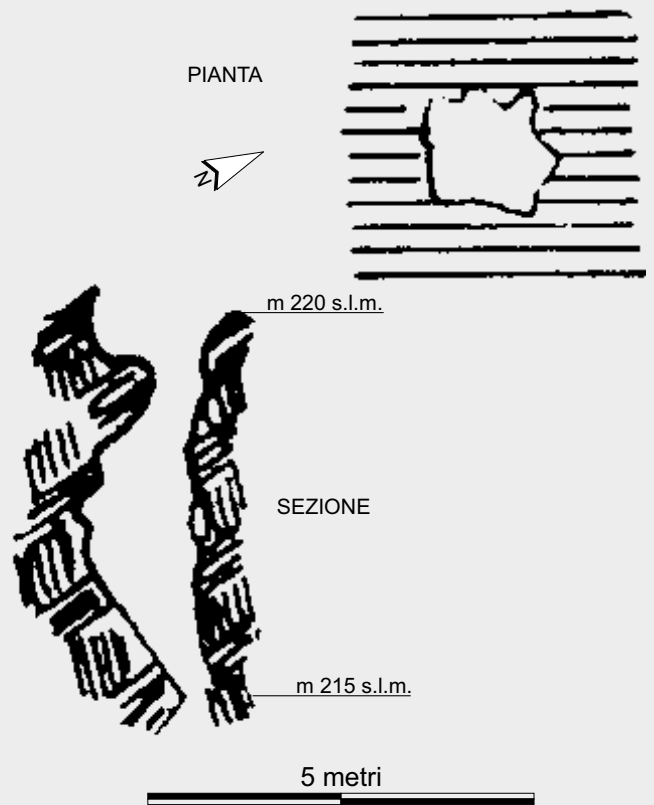 PIANTA
N
m 220 s.l.m.
SEZIONE
m 215 s.l.m.
5 metri